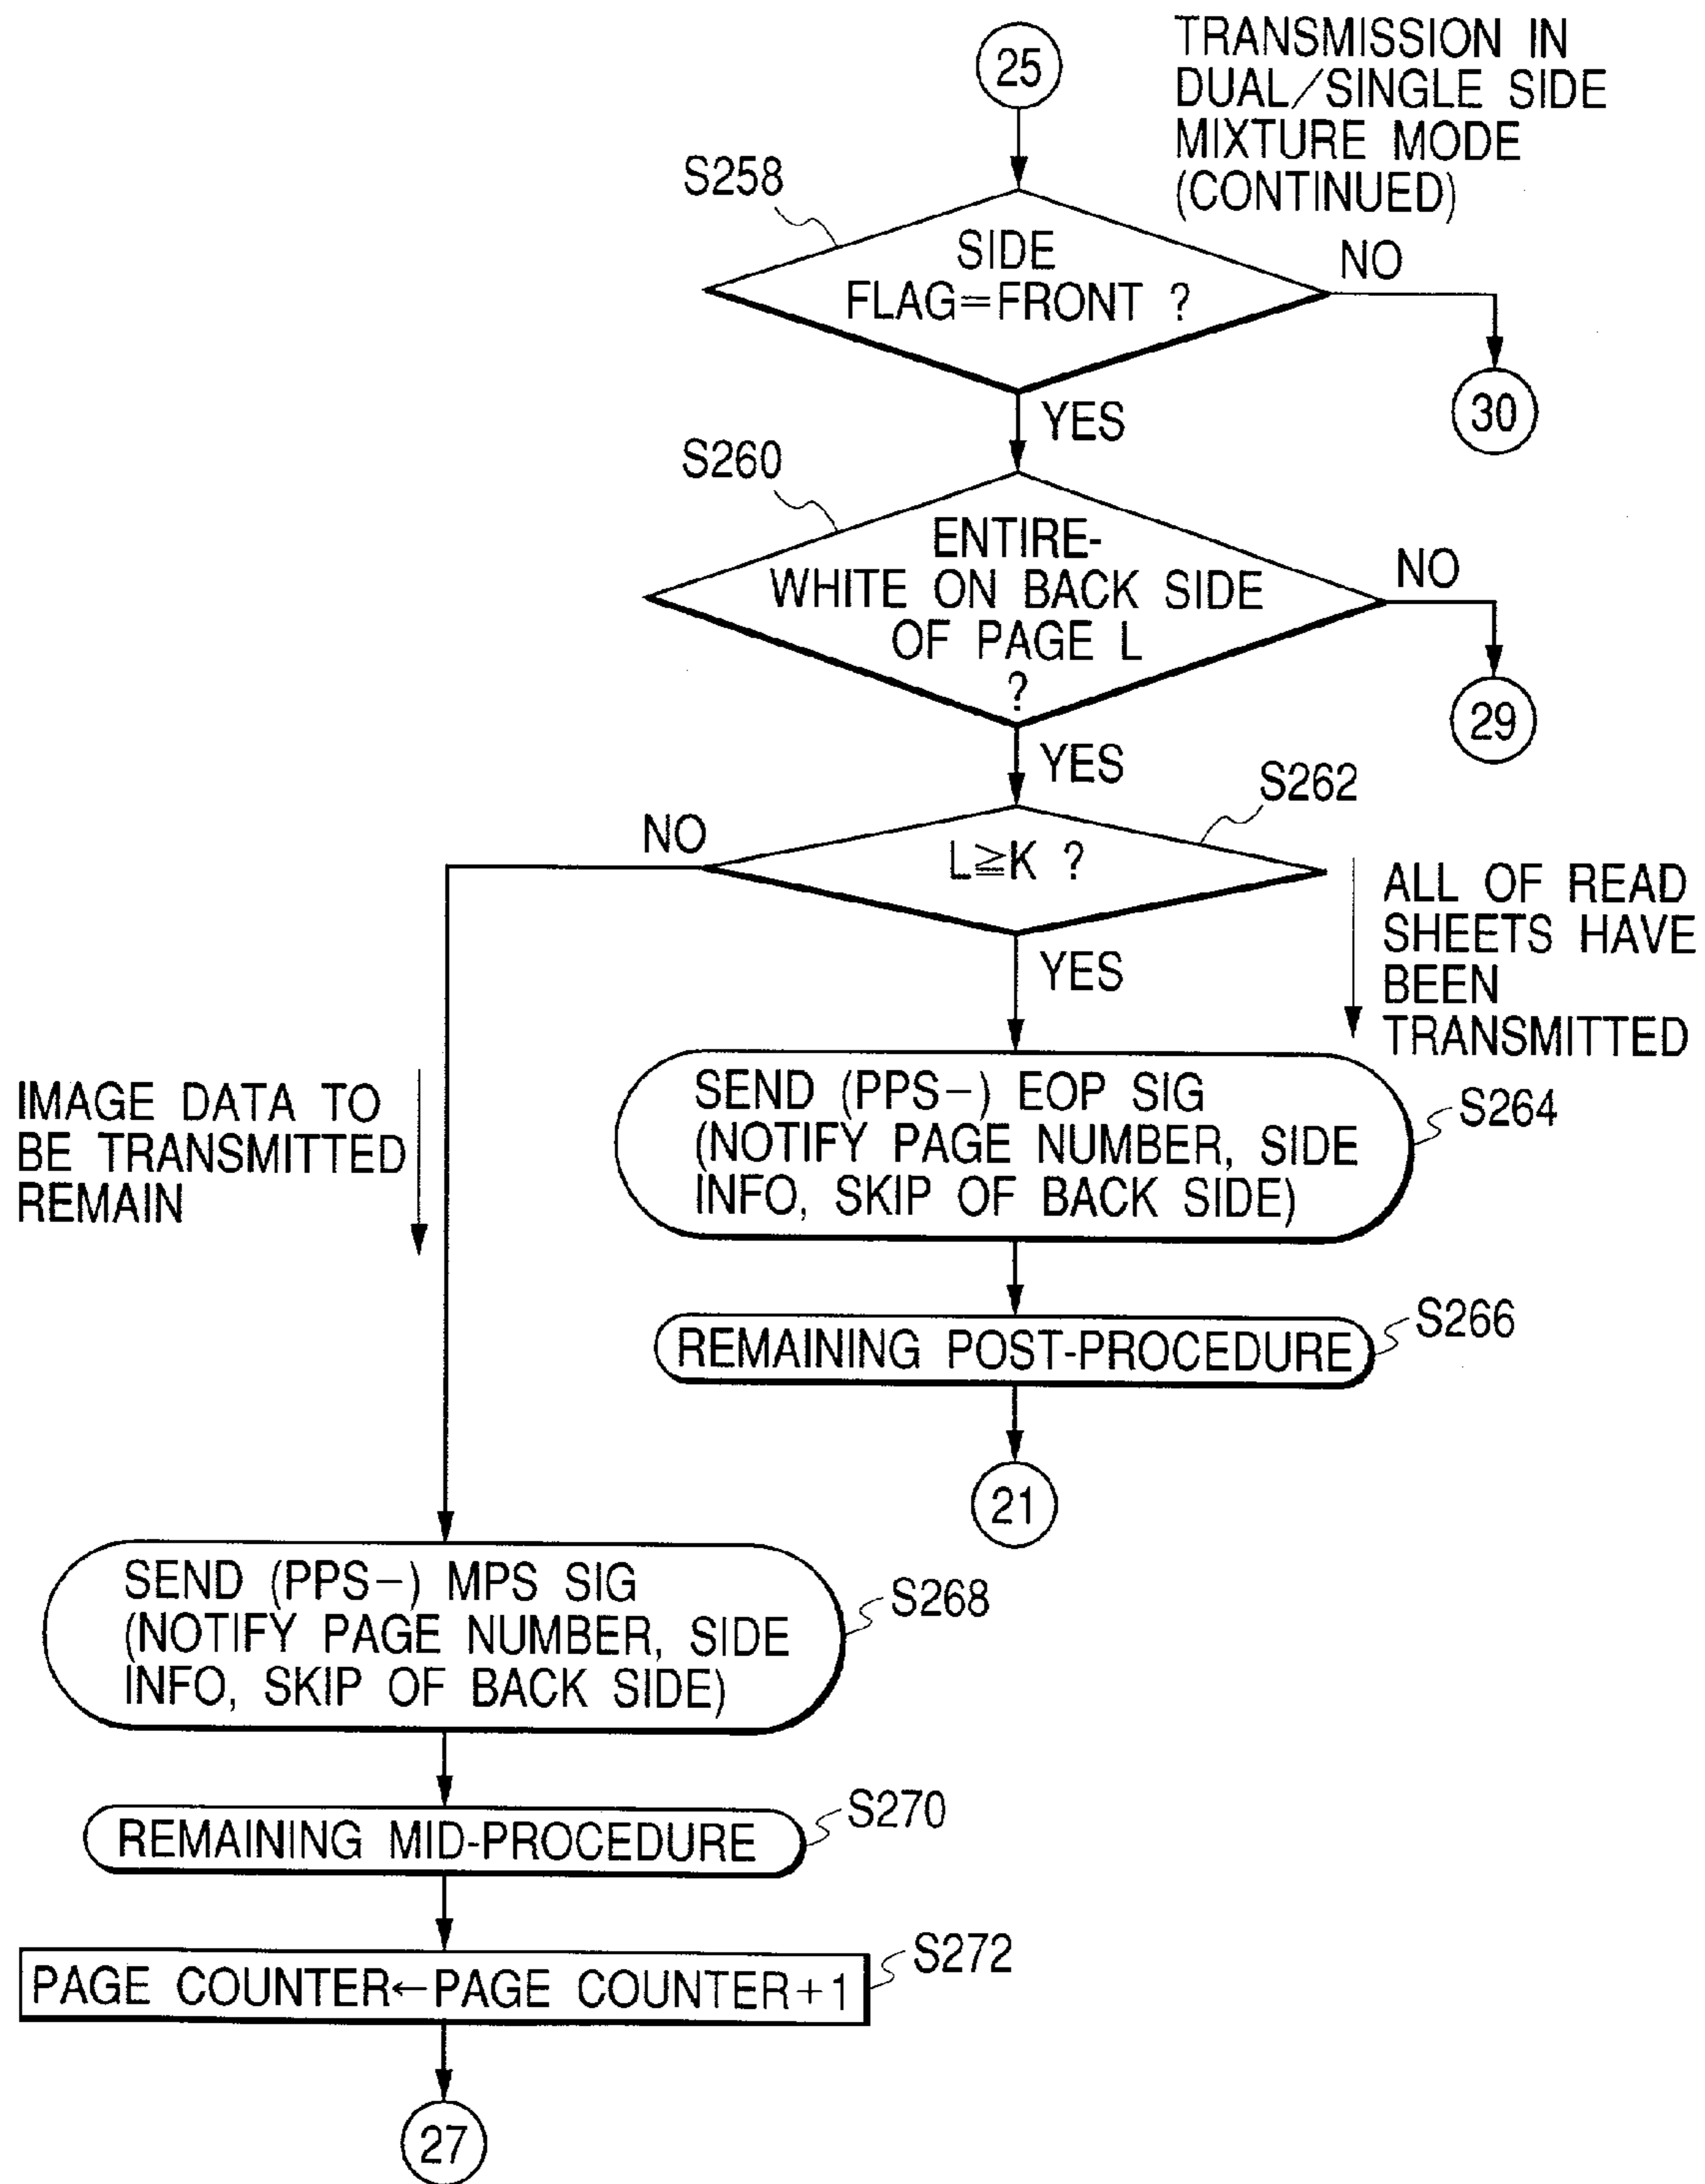 25
TRANSMISSION IN
DUAL/SINGLE SIDE
MIXTURE MODE
(CONTINUED)
S258
SIDE
FLAG=FRONT ?
NO
30
YES
S260
ENTIRE-
WHITE ON BACK SIDE
OF PAGE L
?
NO
29
YES
S262
L≧K ?
NO
YES
ALL OF READ
SHEETS HAVE
BEEN
TRANSMITTED
IMAGE DATA TO
BE TRANSMITTED
REMAIN
SEND (PPS-) EOP SIG
(NOTIFY PAGE NUMBER, SIDE
INFO, SKIP OF BACK SIDE)
S264
REMAINING POST-PROCEDURE
S266
21
SEND (PPS-) MPS SIG
(NOTIFY PAGE NUMBER, SIDE
INFO, SKIP OF BACK SIDE)
S268
REMAINING MID-PROCEDURE
S270
PAGE COUNTER←PAGE COUNTER+1
S272
27